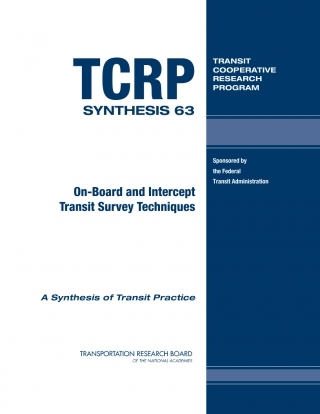 TCRP
SYNTHESIS 63
TRANSIT
COOPERATIVE
RESEARCH
PROGRAM
Sponsored by
the Federal
Transit Administration
On-Board and Intercept
Transit Survey Techniques
A Synthesis of Transit Practice
TRANSPORTATION RESEARCH BOARD
OF THE NATIONAL ACADEMIES